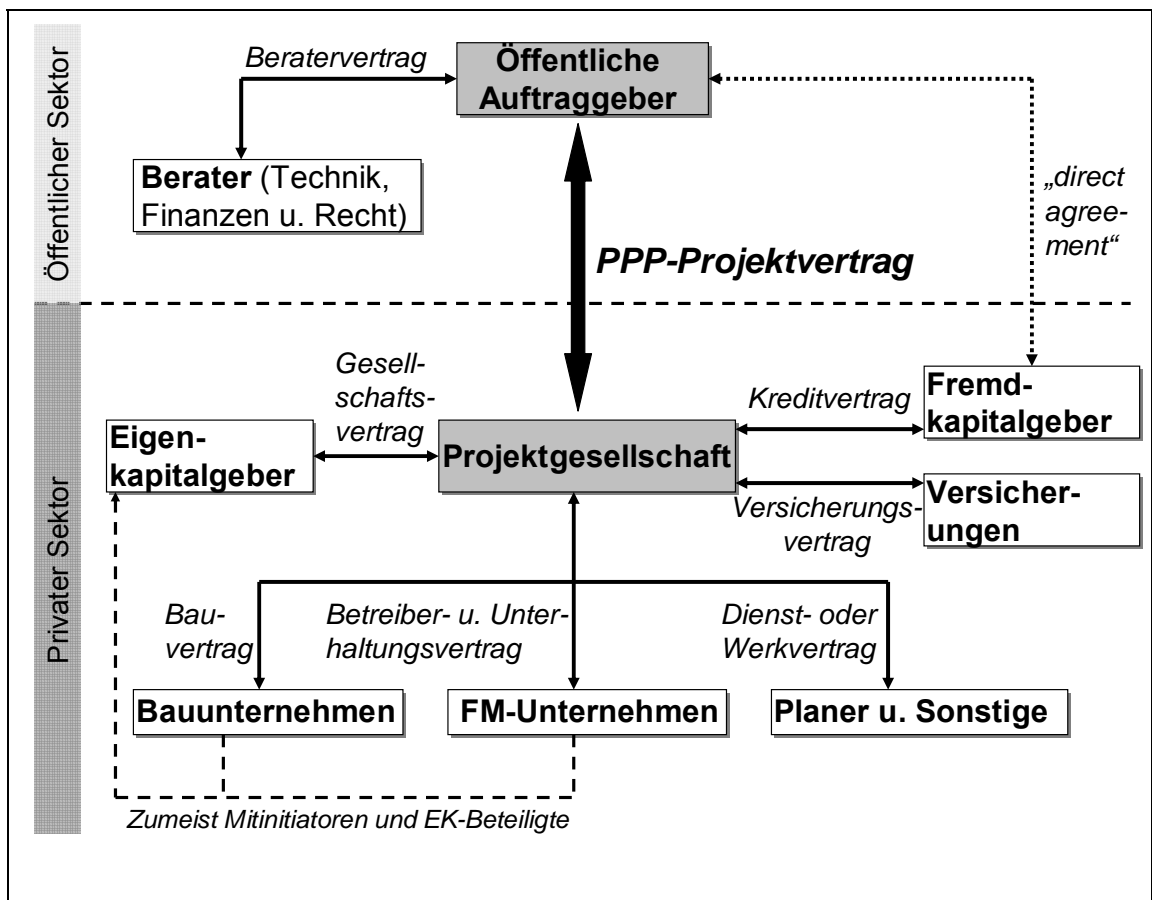 Öffentlicher Sektor
Beratervertrag
Öffentliche
Auftraggeber
Berater (Technik,
Finanzen u. Recht)
„direct
agree-
ment“
PPP-Projektvertrag
Privater Sektor
Gesell-
schafts-
vertrag
Eigen-
kapitalgeber
Projektgesellschaft
Kreditvertrag
Fremd-
kapitalgeber
Versicherungs-
vertrag
Versicher-
ungen
Bau-
vertrag
Betreiber- u. Unter-
haltungsvertrag
Dienst- oder
Werkvertrag
Bauunternehmen
FM-Unternehmen
Planer u. Sonstige
Zumeist Mitinitiatoren und EK-Beteiligte